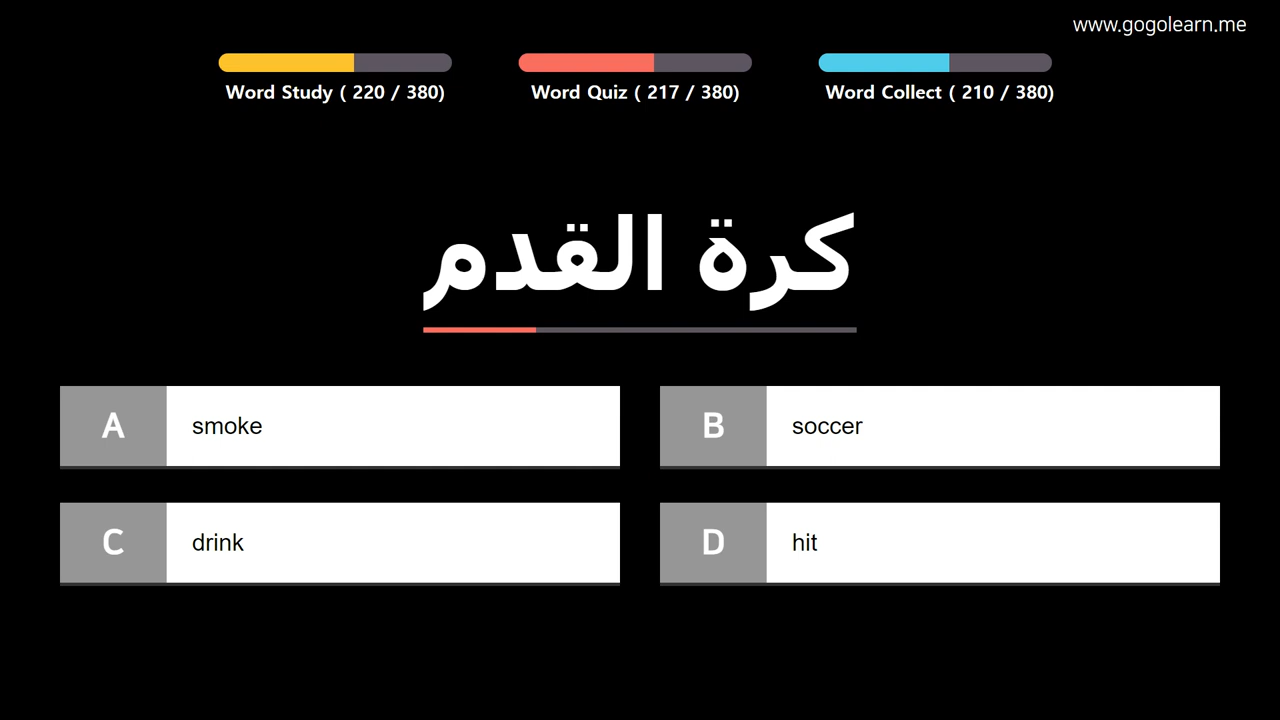 www.gogolearn.me
Word Study ( 220 / 380)
Word Quiz ( 217 / 380)
Word Collect ( 210 / 380)
كرة القدم
A smoke
B soccer
C drink
D hit